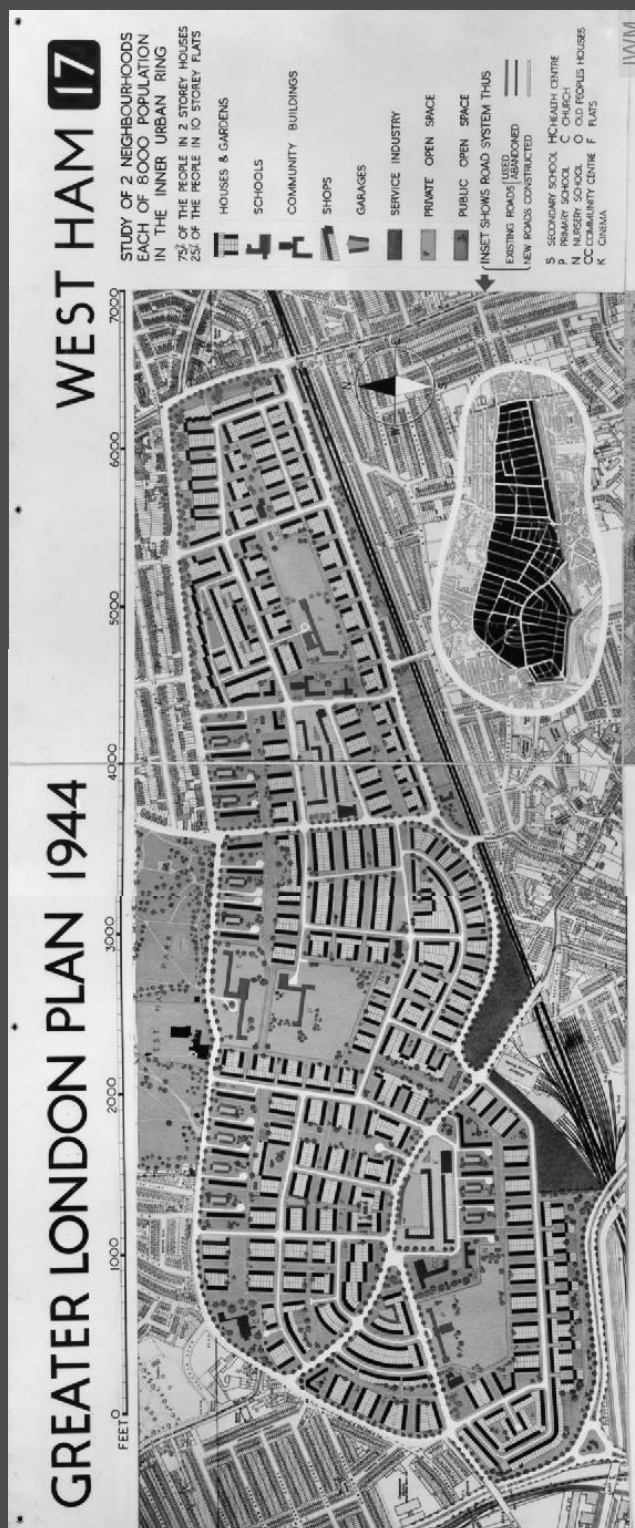 GREATER LONDON PLAN 1944
WEST HAM 17
STUDY OF 2 NEIGHBOURHOODS
EACH OF 8000 POPULATION
IN THE INNER URBAN RING
75% OF THE PEOPLE IN 2 STOREY HOUSES
25% OF THE PEOPLE IN 10 STOREY FLATS
HOUSES & GARDENS
SCHOOLS
COMMUNITY BUILDINGS
SHOPS
GARAGES
SERVICE INDUSTRY
PRIVATE OPEN SPACE
PUBLIC OPEN SPACE
INSET SHOWS ROAD SYSTEM THUS
EXISTING ROADS USED
ABANDONED
NEW ROADS CONSTRUCTED
S SECONDARY SCHOOL HC HEALTH CENTRE
P PRIMARY SCHOOL C CHURCH
N NURSERY SCHOOL O OLD PEOPLES HOUSES
CC COMMUNITY CENTRE F FLATS
K CINEMA
FEET 0 1000 2000 3000 4000 5000 6000 7000
WEST HAM PARK
N
W
IWM